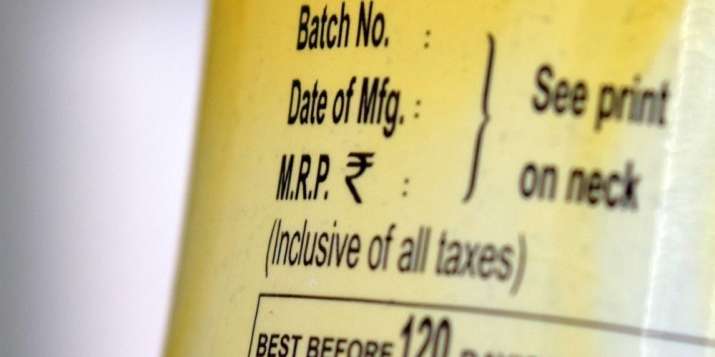 Batch No. :
Date of Mfg. : See print
M.R.P. ₹ : on neck
(Inclusive of all taxes)
BEST BEFORE 120